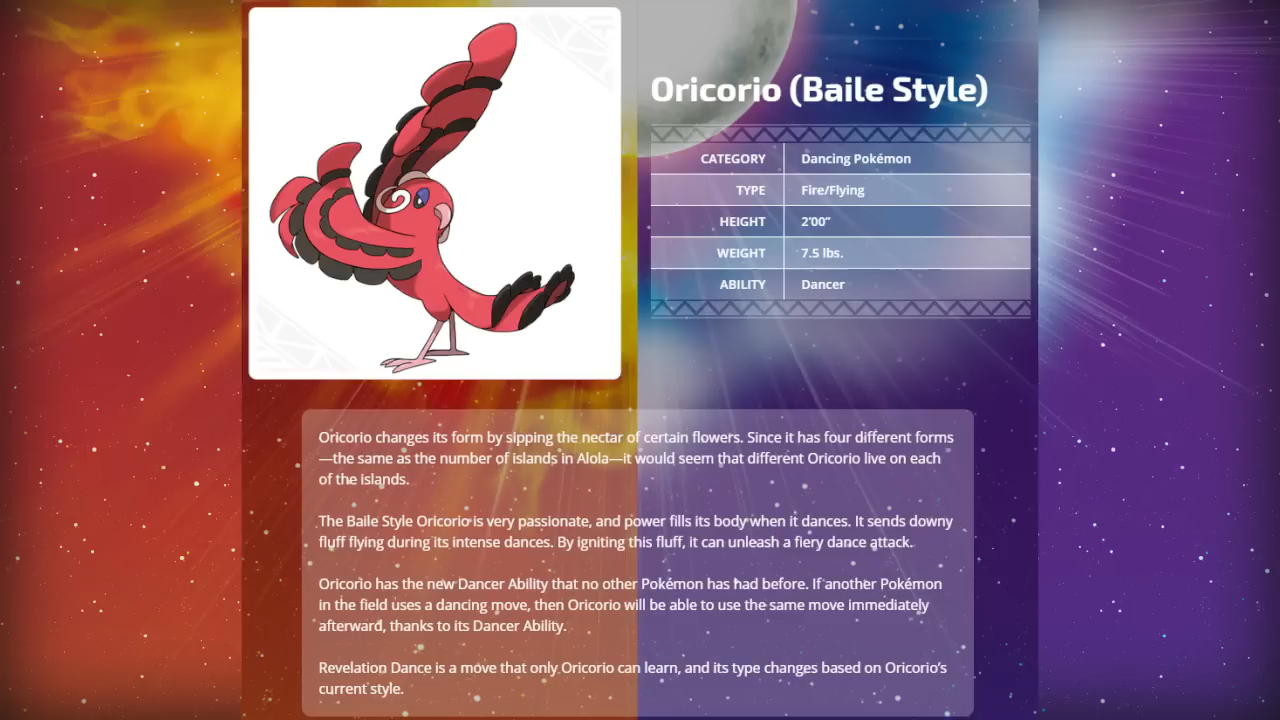 Oricorio (Baile Style)
CATEGORY Dancing Pokémon
TYPE Fire/Flying
HEIGHT 2'00”
WEIGHT 7.5 lbs.
ABILITY Dancer
Oricorio changes its form by sipping the nectar of certain flowers. Since it has four different forms
—the same as the number of islands in Alola—it would seem that different Oricorio live on each
of the islands.
The Baile Style Oricorio is very passionate, and power fills its body when it dances. It sends downy
fluff flying during its intense dances. By igniting this fluff, it can unleash a fiery dance attack.
Oricorio has the new Dancer Ability that no other Pokémon has had before. If another Pokémon
in the field uses a dancing move, then Oricorio will be able to use the same move immediately
afterward, thanks to its Dancer Ability.
Revelation Dance is a move that only Oricorio can learn, and its type changes based on Oricorio’s
current style.